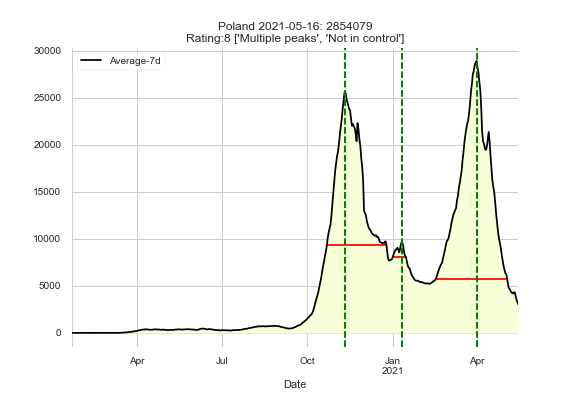 Poland 2021-05-16: 2854079
Rating:8 ['Multiple peaks', 'Not in control']
30000
Average-7d
25000
20000
15000
10000
5000
0
Apr Jul Oct Jan Apr
2021
Date